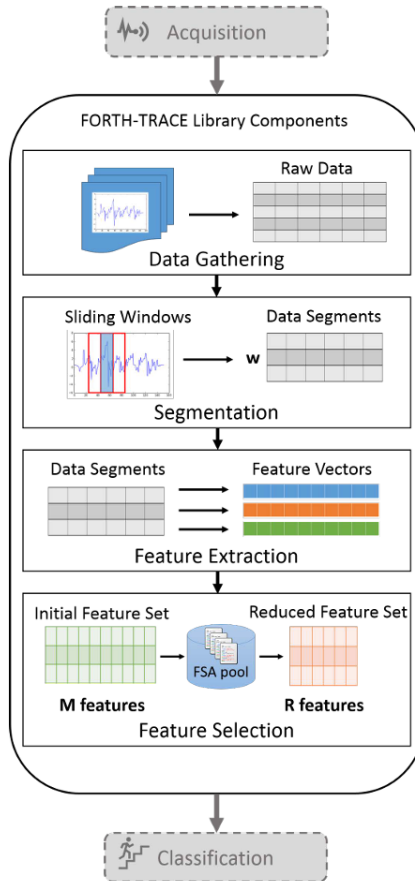 Acquisition
FORTH-TRACE Library Components
Raw Data
Data Gathering
Sliding Windows
Data Segments
w
Segmentation
Data Segments
Feature Vectors
Feature Extraction
Initial Feature Set
Reduced Feature Set
FSA pool
M features
R features
Feature Selection
Classification